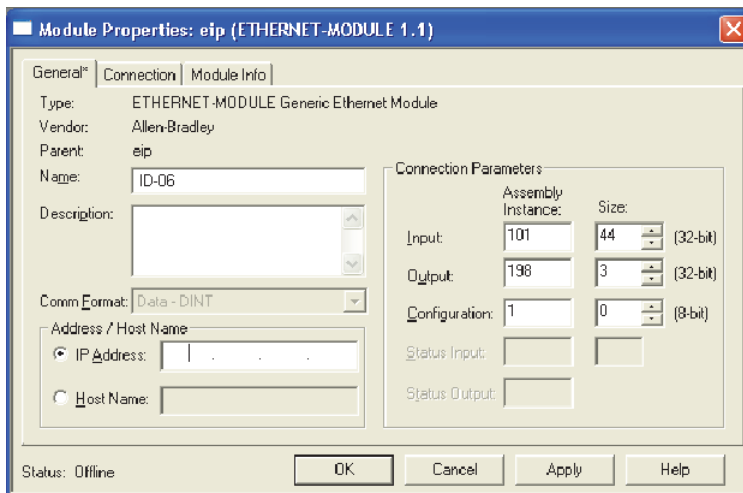 Module Properties: eip (ETHERNET-MODULE 1.1)
General* Connection Module Info
Type: ETHERNET-MODULE Generic Ethernet Module
Vendor: Allen-Bradley
Parent: eip
Name: ID-06
Description:
Comm Format: Data - DINT
Address / Host Name
IP Address: . . .
Host Name:
Connection Parameters
Assembly Instance: Size:
Input: 101 44 (32-bit)
Output: 198 3 (32-bit)
Configuration: 1 0 (8-bit)
Status Input:
Status Output:
Status: Offline
OK Cancel Apply Help